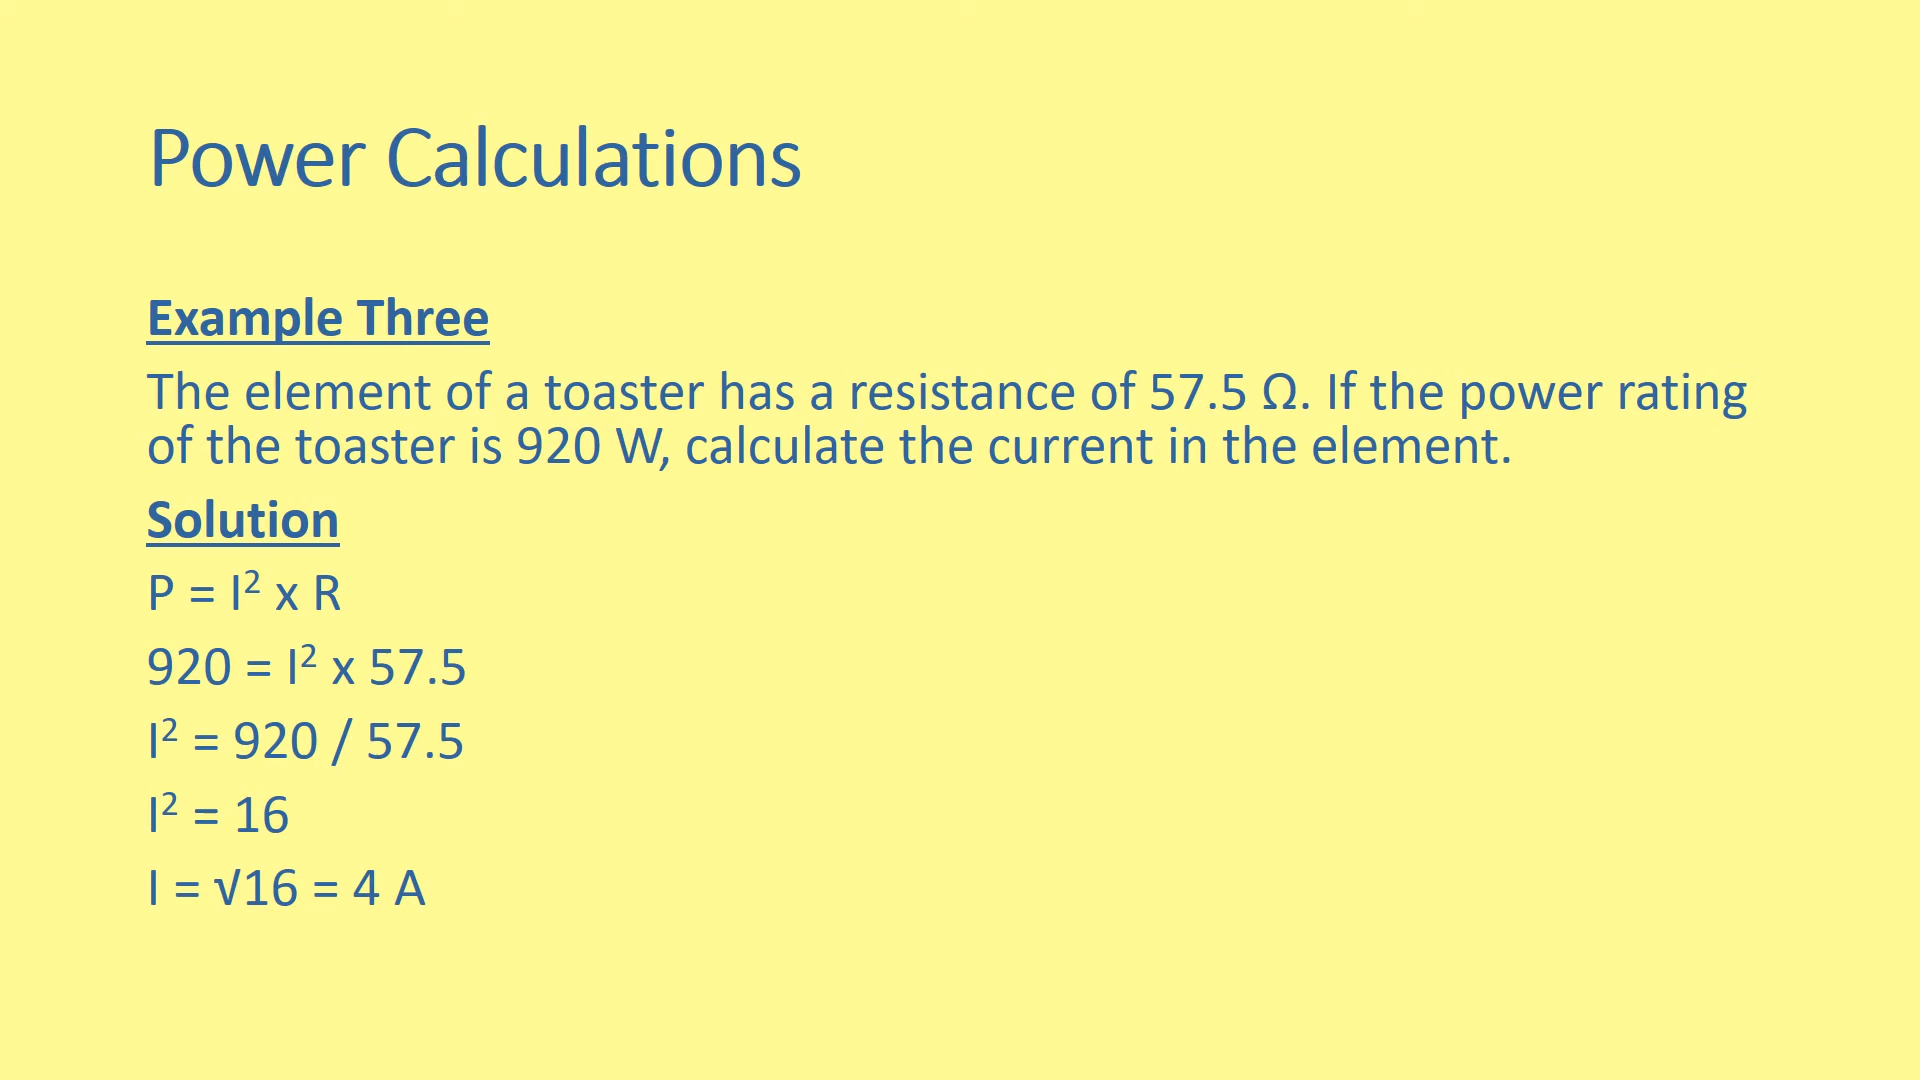 Power Calculations
Example Three
The element of a toaster has a resistance of 57.5 Ω. If the power rating
of the toaster is 920 W, calculate the current in the element.
Solution
P = I² x R
920 = I² x 57.5
I² = 920 / 57.5
I² = 16
I = √16 = 4 A